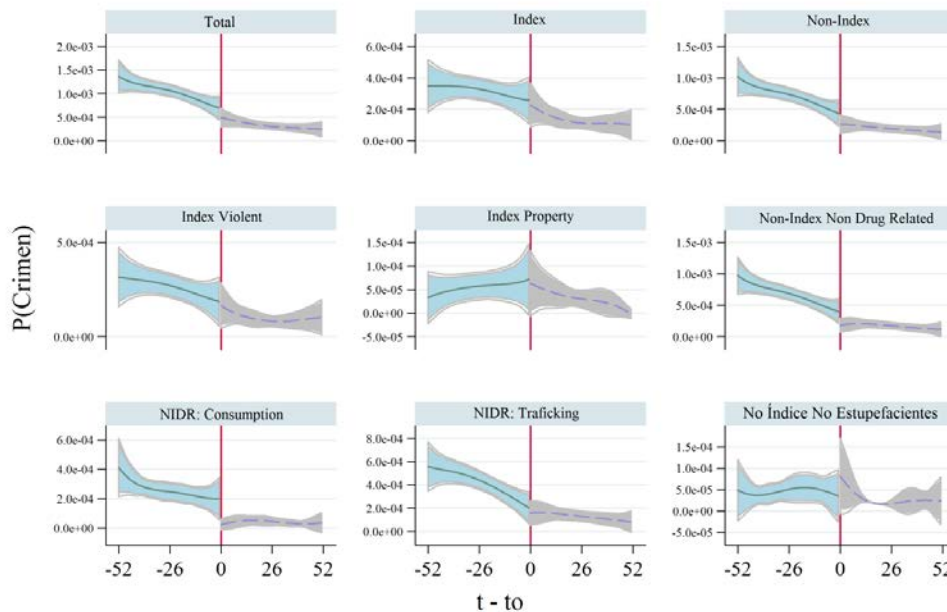 Total
2.0e-03
1.5e-03
1.0e-03
5.0e-04
0.0e+00
Index
6.0e-04
4.0e-04
2.0e-04
0.0e+00
Non-Index
1.5e-03
1.0e-03
5.0e-04
0.0e+00
P(Crimen)
Index Violent
5.0e-04
0.0e+00
Index Property
1.5e-04
1.0e-04
5.0e-05
0.0e+00
-5.0e-05
Non-Index Non Drug Related
1.5e-03
1.0e-03
5.0e-04
0.0e+00
NIDR: Consumption
6.0e-04
4.0e-04
2.0e-04
0.0e+00
-52 -26 0 26 52
NIDR: Traficking
8.0e-04
6.0e-04
4.0e-04
2.0e-04
0.0e+00
-52 -26 0 26 52
No Índice No Estupefacientes
1.5e-04
1.0e-04
5.0e-05
0.0e+00
-5.0e-05
-52 -26 0 26 52
t - to